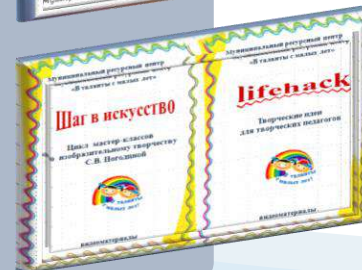 Муниципальный ресурсный центр
«В таланты с малых лет»
Шаг в искусство
Цикл мастер-классов
изобразительному творчеству
С.В. Погодиной
видеоматериалы
Муниципальный ресурсный центр
«В таланты с малых лет»
lifehack
Творческие идеи
для творческих педагогов
видеоматериалы